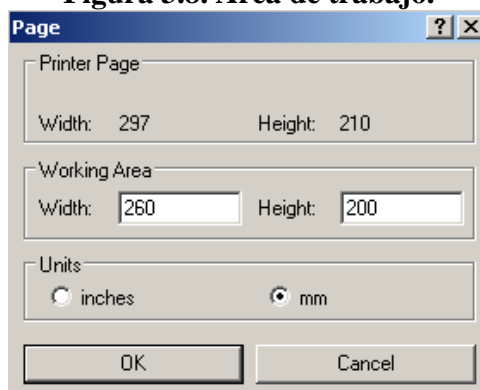 Figura 3.8. Área de trabajo.
Page
Printer Page
Width: 297 Height: 210
Working Area
Width: 260 Height: 200
Units
inches mm
OK Cancel